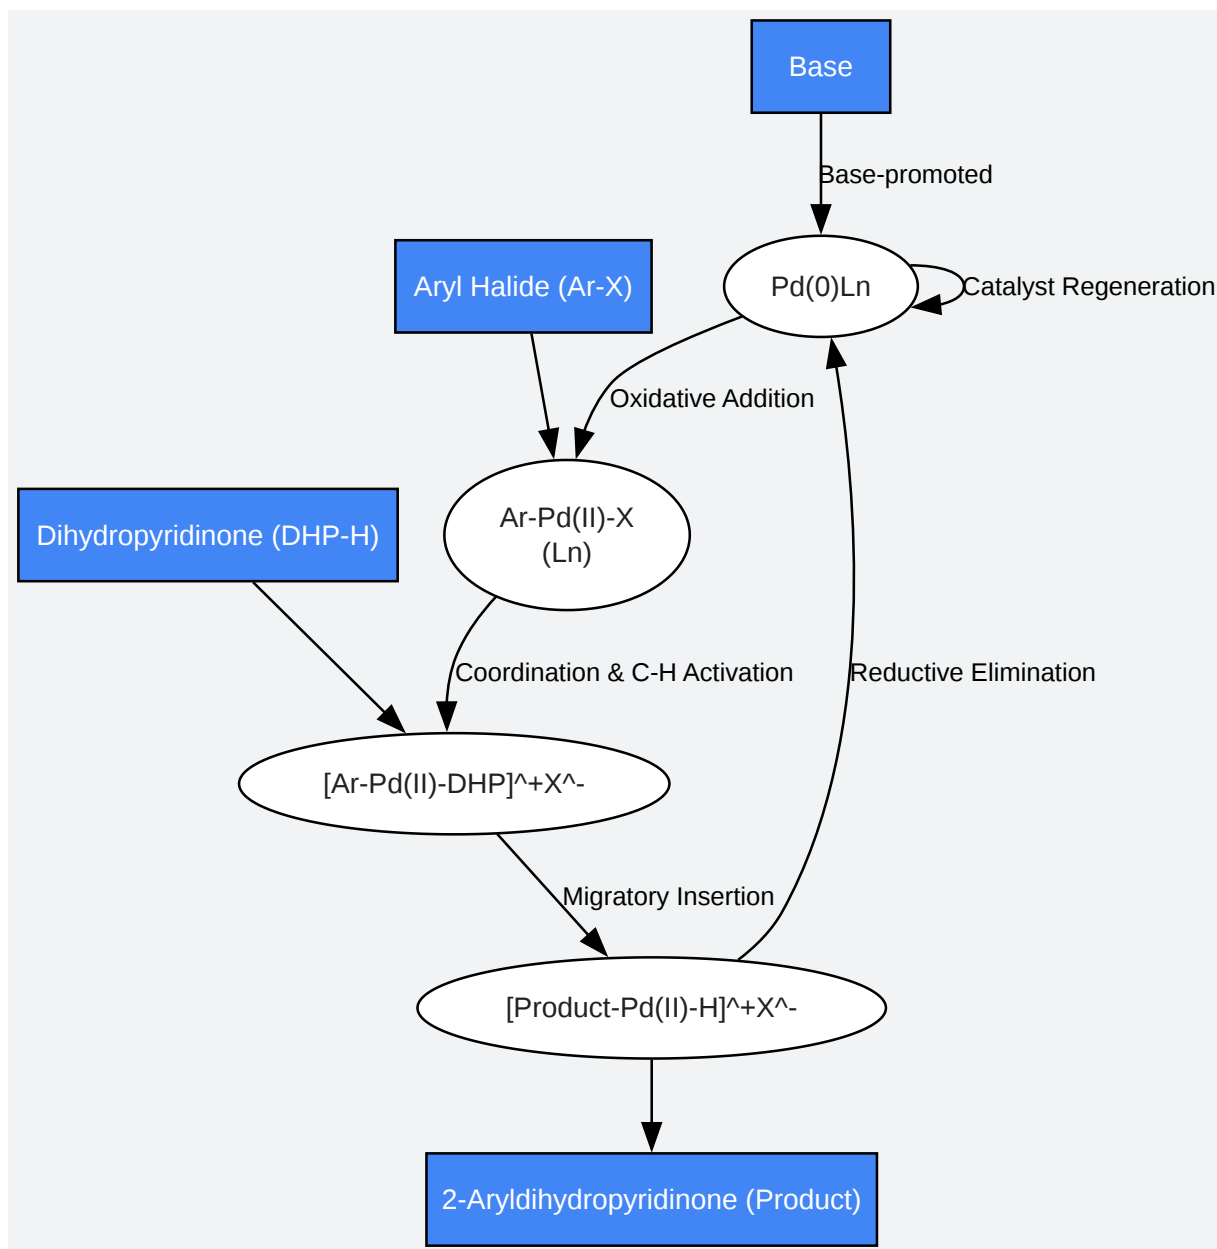 Base
Base-promoted
Aryl Halide (Ar-X)
Pd(0)Ln
Catalyst Regeneration
Oxidative Addition
Dihydropyridinone (DHP-H)
Ar-Pd(II)-X
(Ln)
Coordination & C-H Activation
Reductive Elimination
[Ar-Pd(II)-DHP]^+X^-
Migratory Insertion
[Product-Pd(II)-H]^+X^-
2-Aryldihydropyridinone (Product)